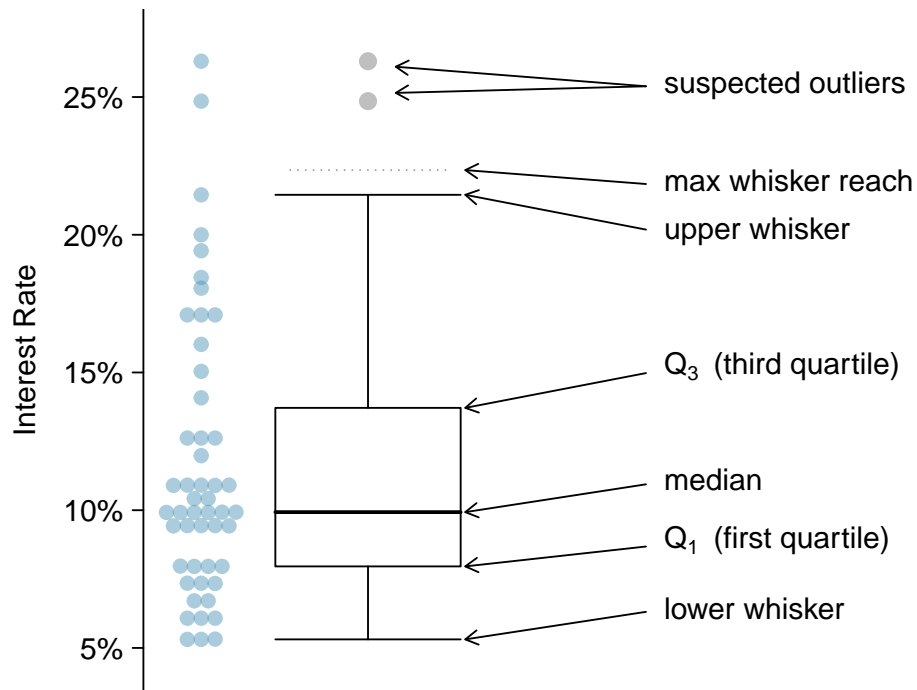 suspected outliers
25%
max whisker reach
upper whisker
20%
Interest Rate
Q₃ (third quartile)
15%
median
10%
Q₁ (first quartile)
lower whisker
5%